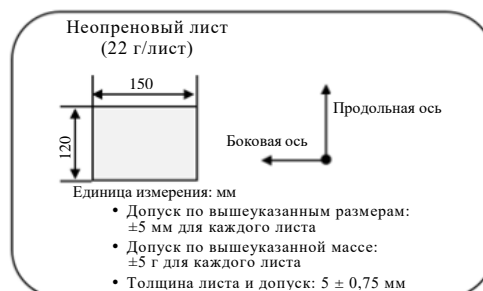 Неопреновый лист
(22 г/лист)
150
Продольная ось
120
Боковая ось
Единица измерения: мм
• Допуск по вышеуказанным размерам:
±5 мм для каждого листа
• Допуск по вышеуказанной массе:
±5 г для каждого листа
• Толщина листа и допуск: 5 ± 0,75 мм